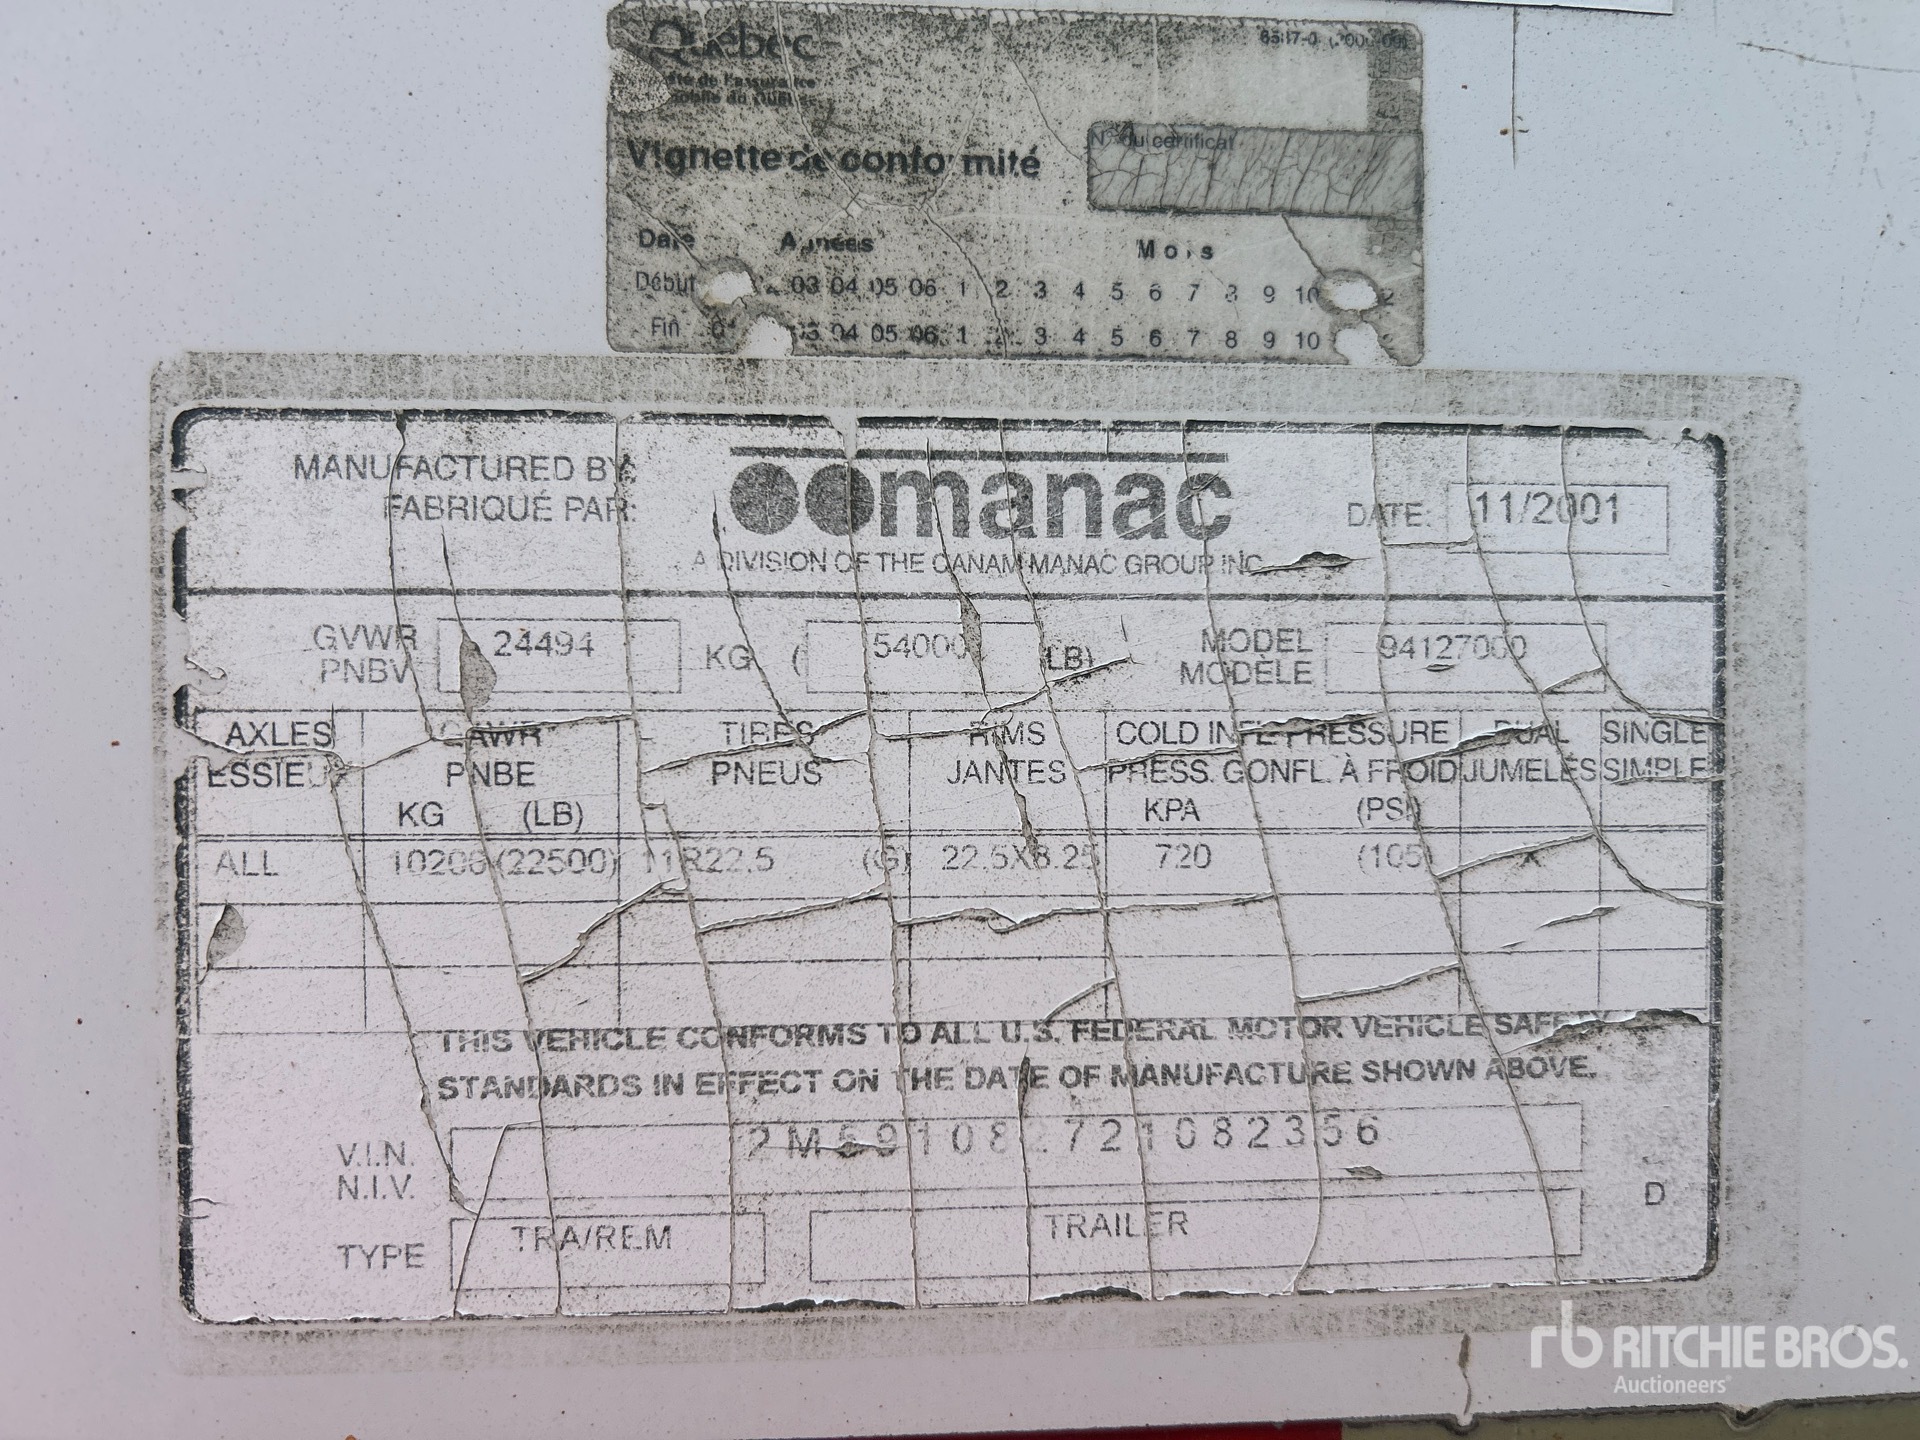 Québec
Vignette de conformité
N° du certificat
Date Années Mois
Début 03 04 05 06 1 2 3 4 5 6 7 8 9 10
Fin 04 05 06 1 2 3 4 5 6 7 8 9 10
MANUFACTURED BY:
FABRIQUÉ PAR:
manac
DATE: 11/2001
A DIVISION OF THE CANAM MANAC GROUP INC.
GVWR
PNBV
24494 KG ( 54000 (LB)
MODEL
MODÈLE
94127000
AXLES GAWR TIRES RIMS COLD INFL. PRESSURE DUAL SINGLE
ESSIEU PNBE PNEUS JANTES PRESS. GONFL. À FROID JUMELÉS SIMPLE
KG (LB) KPA (PSI)
ALL 10206 (22500) 11R22.5 (G) 22.5X8.25 720 (105) X
THIS VEHICLE CONFORMS TO ALL U.S. FEDERAL MOTOR VEHICLE SAFETY
STANDARDS IN EFFECT ON THE DATE OF MANUFACTURE SHOWN ABOVE.
V.I.N.
N.I.V.
2M591082721082356
D
TYPE TRA/REM TRAILER
rb RITCHIE BROS.
Auctioneers